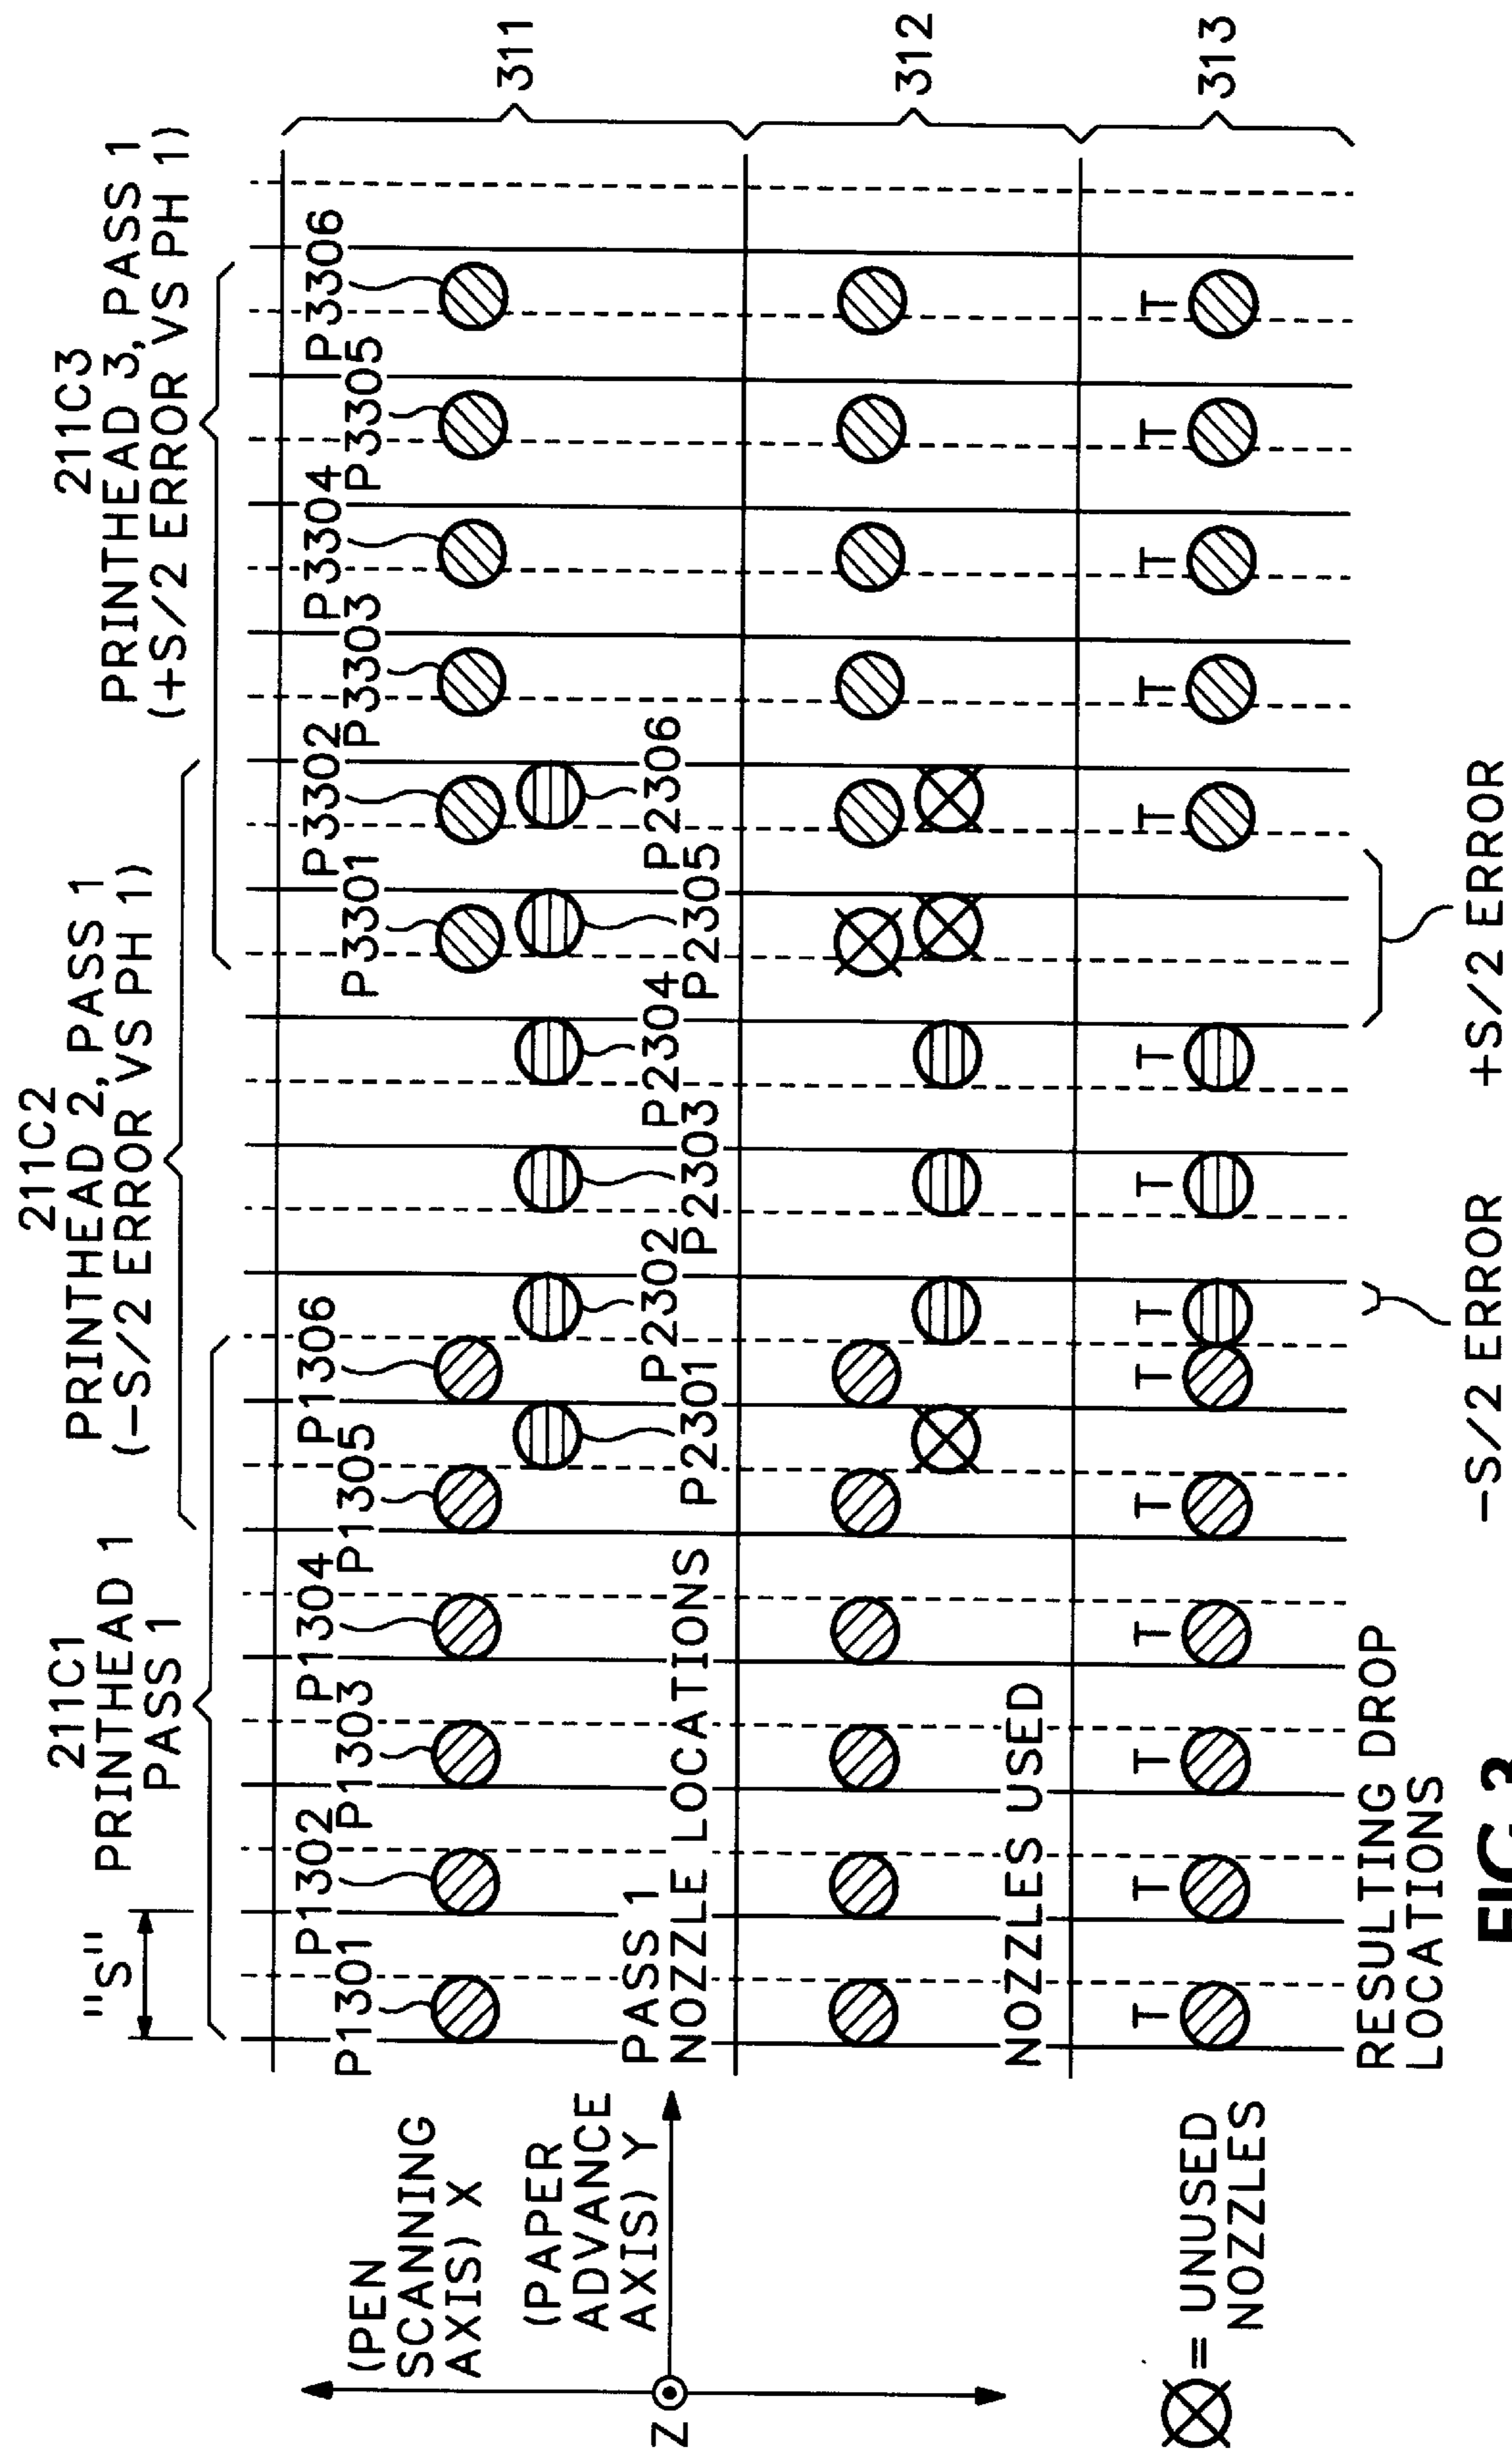 211C1
PRINTHEAD 1
PASS 1
211C2
PRINTHEAD 2, PASS 1
(−S/2 ERROR VS PH 1)
211C3
PRINTHEAD 3, PASS 1
(+S/2 ERROR VS PH 1)
"S"
P1301
P1302
P1303
P1304
P1305
P1306
P3301
P3302
P3303
P3304
P3305
P3306
P2301
P2302
P2303
P2304
P2305
P2306
311
PASS 1
NOZZLE LOCATIONS
312
NOZZLES USED
313
T T T T T T T T T T T T T T
RESULTING DROP
LOCATIONS
−S/2 ERROR
+S/2 ERROR
(PEN
SCANNING
AXIS) X
(PAPER
ADVANCE
AXIS) Y
Z
= UNUSED
NOZZLES
FIG.3